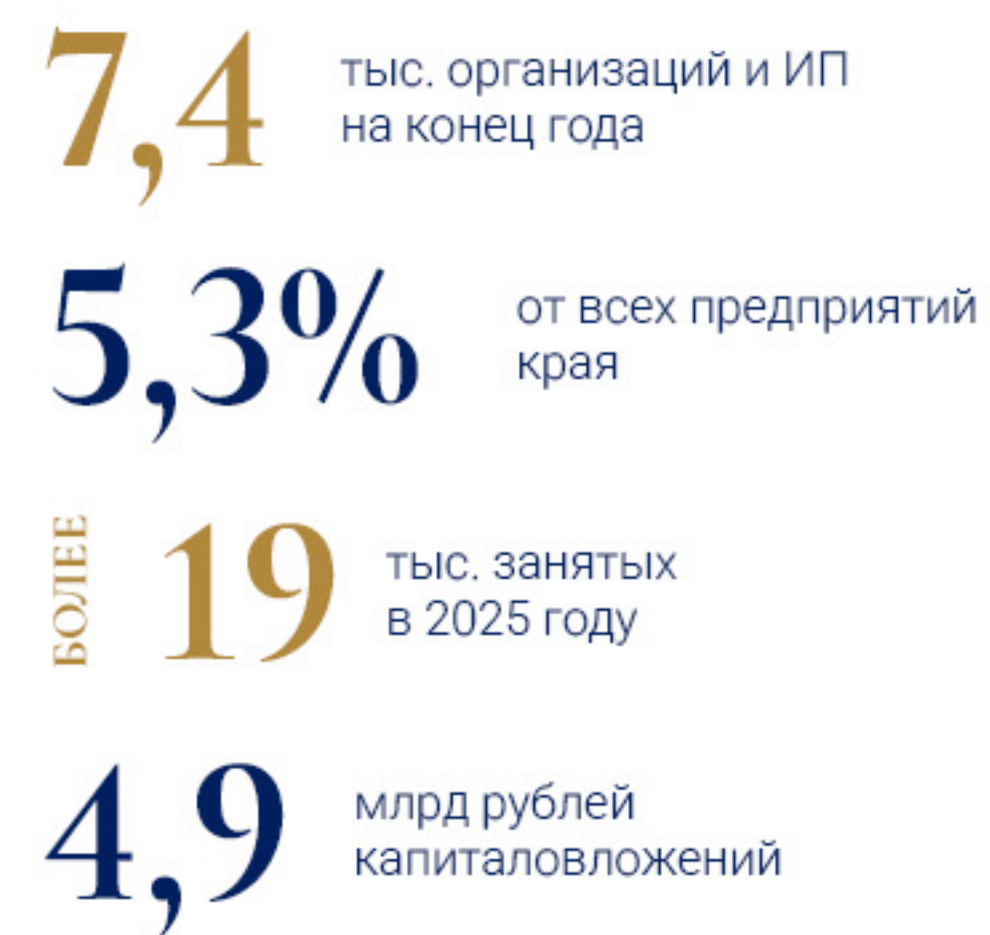 7,4
тыс. организаций и ИП
на конец года
5,3%
от всех предприятий
края
БОЛЕЕ
19
тыс. занятых
в 2025 году
4,9
млрд рублей
капиталовложений